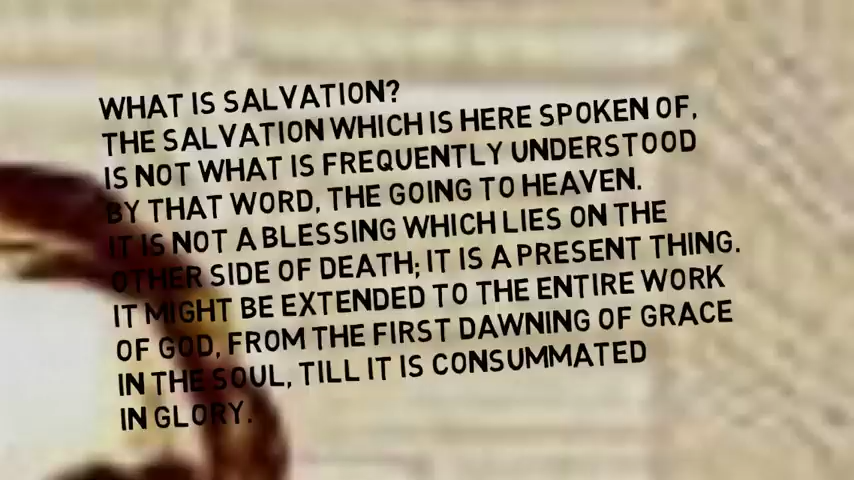 WHAT IS SALVATION?
THE SALVATION WHICH IS HERE SPOKEN OF,
IS NOT WHAT IS FREQUENTLY UNDERSTOOD
BY THAT WORD, THE GOING TO HEAVEN.
IT IS NOT A BLESSING WHICH LIES ON THE
OTHER SIDE OF DEATH; IT IS A PRESENT THING.
IT MIGHT BE EXTENDED TO THE ENTIRE WORK
OF GOD, FROM THE FIRST DAWNING OF GRACE
IN THE SOUL, TILL IT IS CONSUMMATED
IN GLORY.